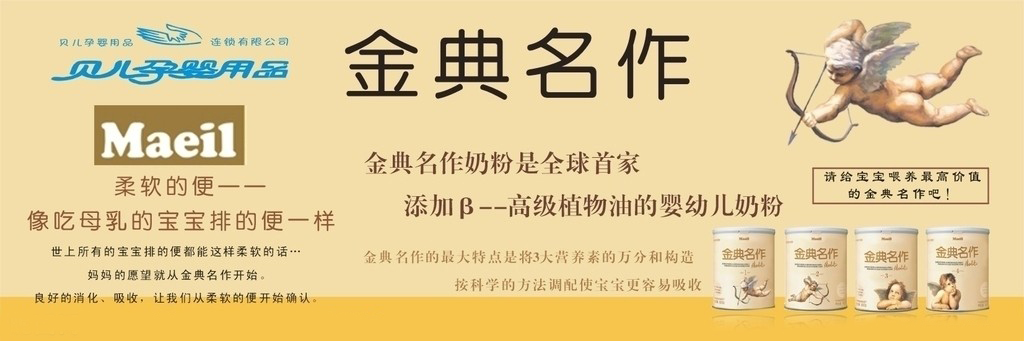 贝儿孕婴用品 连锁有限公司
贝儿孕婴用品
Maeil
柔软的便——
像吃母乳的宝宝排的便一样
世上所有的宝宝排的便都能这样柔软的话…
妈妈的愿望就从金典名作开始。
良好的消化、吸收，让我们从柔软的便开始确认。
金典名作
金典名作奶粉是全球首家
添加β--高级植物油的婴幼儿奶粉
金典名作的最大特点是将3大营养素的万分和构造
按科学的方法调配使宝宝更容易吸收
请给宝宝喂养最高价值
的金典名作吧！
Maeil
金典名作
Maeil
金典名作
Maeil
金典名作
Maeil
金典名作